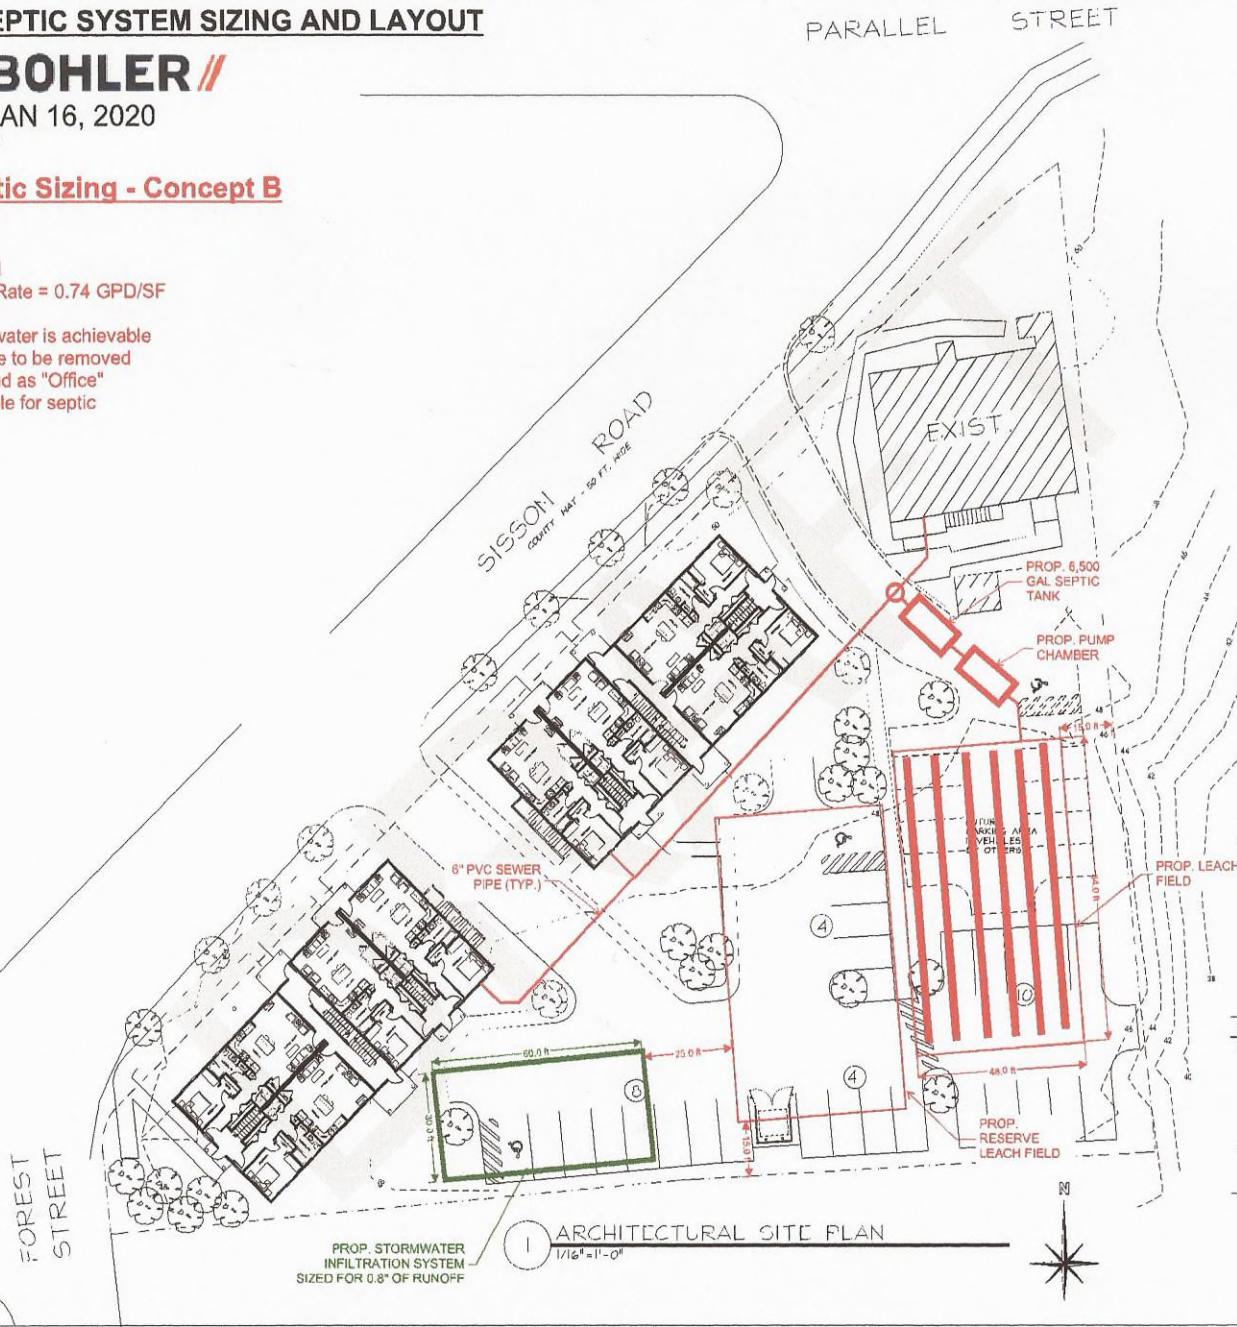 EPTIC SYSTEM SIZING AND LAYOUT
BOHLER //
AN 16, 2020
tic Sizing - Concept B
Rate = 0.74 GPD/SF
vater is achievable
e to be removed
d as "Office"
le for septic
PARALLEL STREET
SISSON ROAD
COUNTY HAY - 50 FT. WIDE
EXIST.
PROP. 6,500
GAL SEPTIC
TANK
PROP. PUMP
CHAMBER
15.0 ft
6" PVC SEWER
PIPE (TYP.)
PARKING AREA
PROP. LEACH
FIELD
4
10
60.0 ft
25.0 ft
48.0 ft
8
4
30.0 ft
15.0 ft
PROP.
RESERVE
LEACH FIELD
FOREST
STREET
PROP. STORMWATER
INFILTRATION SYSTEM
SIZED FOR 0.8" OF RUNOFF
1
ARCHITECTURAL SITE PLAN
1/16"=1'-0"
N